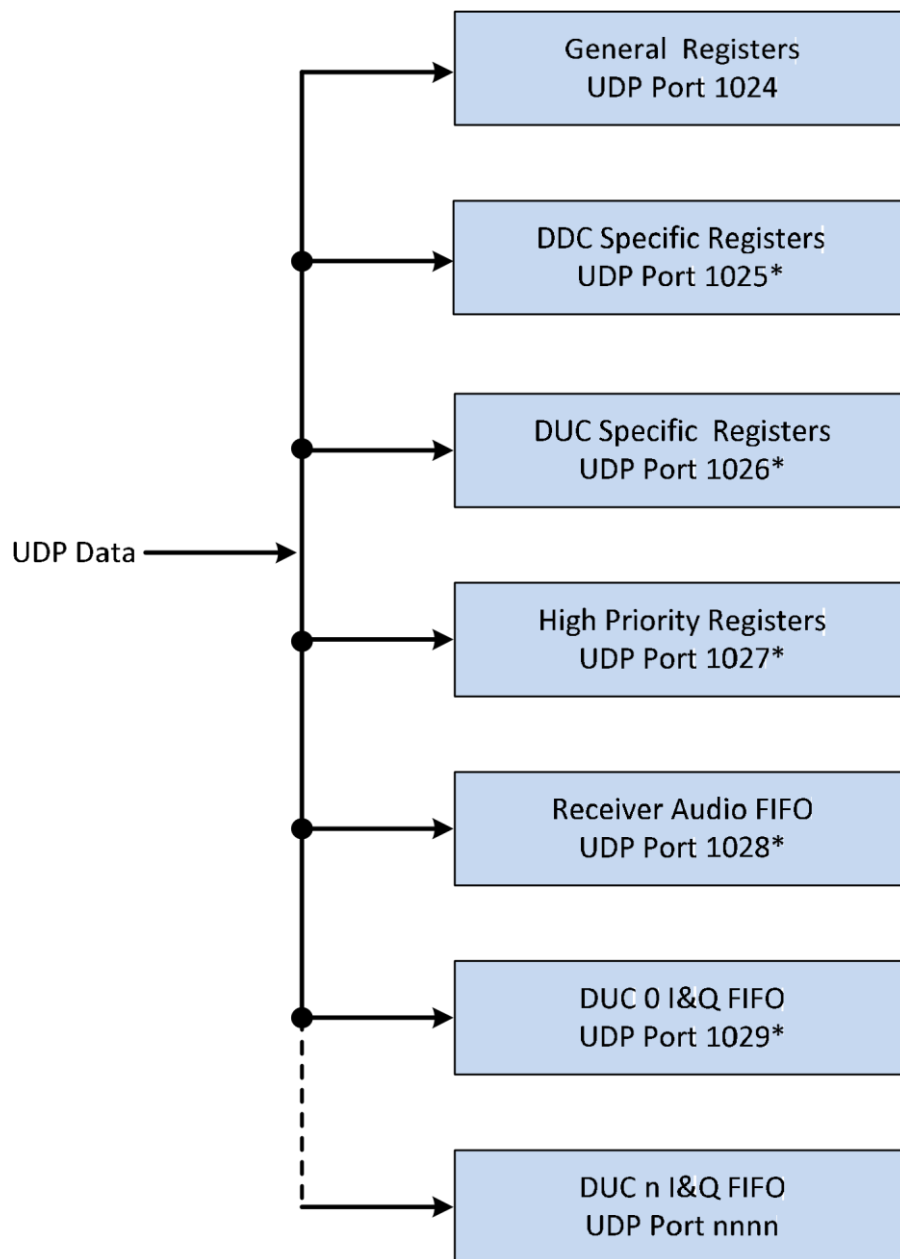 General Registers
UDP Port 1024
DDC Specific Registers
UDP Port 1025*
DUC Specific Registers
UDP Port 1026*
UDP Data
High Priority Registers
UDP Port 1027*
Receiver Audio FIFO
UDP Port 1028*
DUC 0 I&Q FIFO
UDP Port 1029*
DUC n I&Q FIFO
UDP Port nnnn